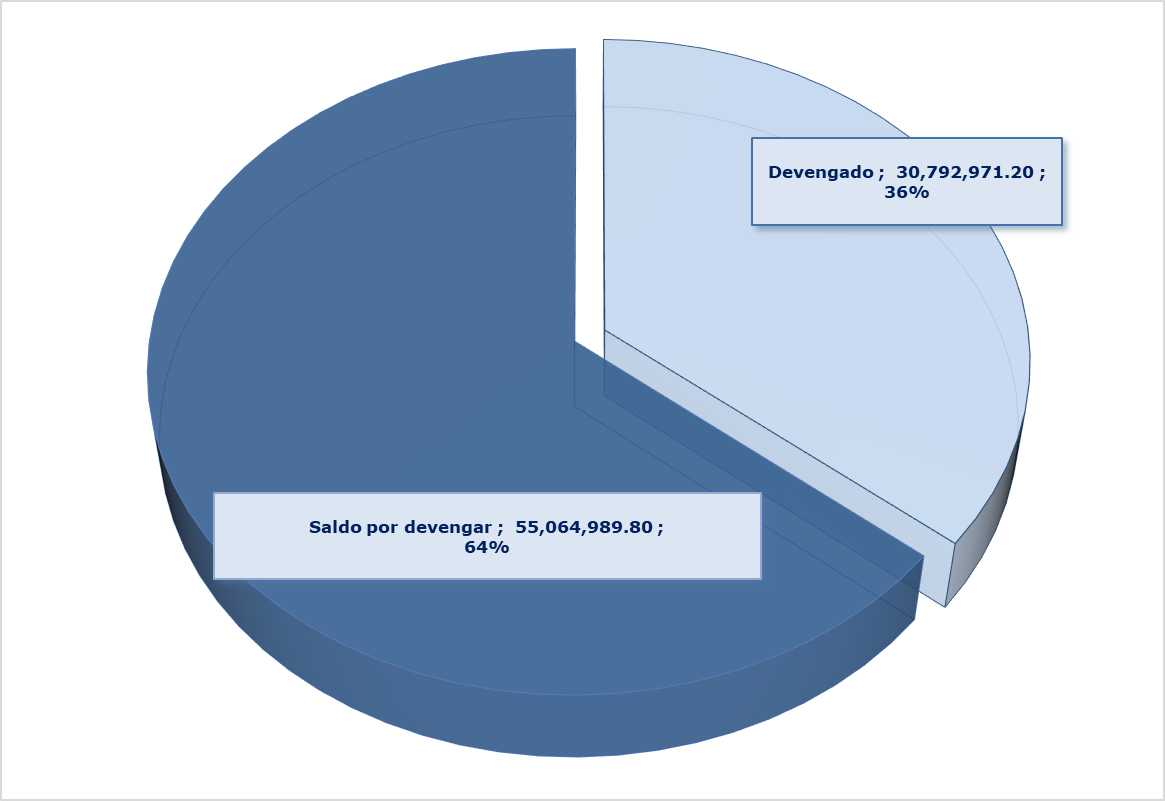 Devengado ;  30,792,971.20 ;
36%
Saldo por devengar ;  55,064,989.80 ;
64%